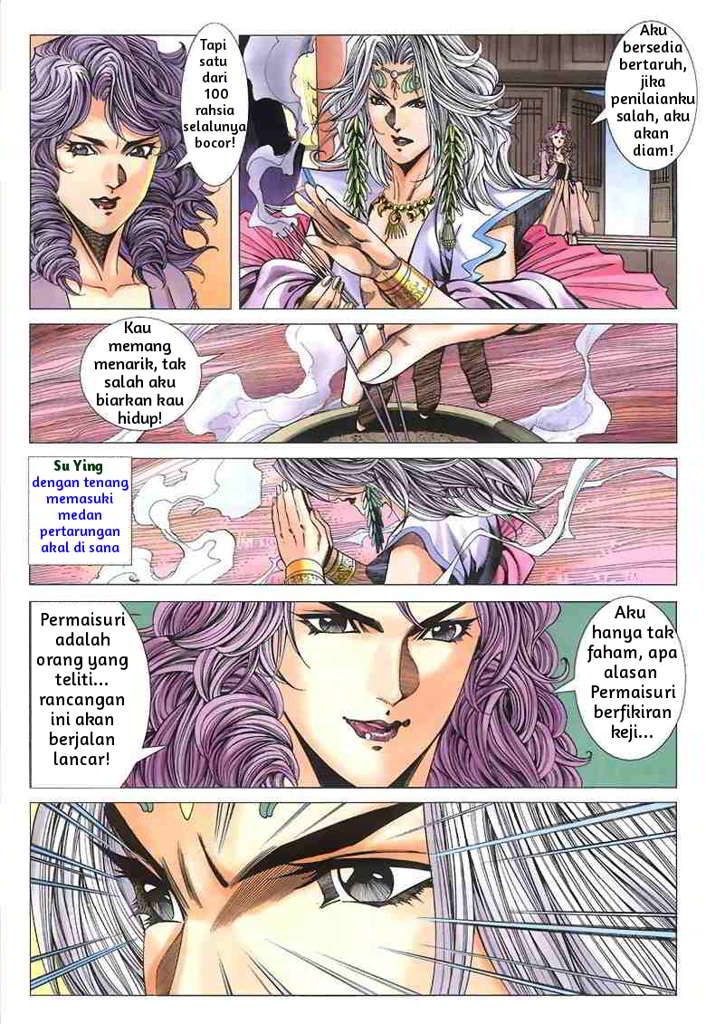 Tapi
satu
dari
100
rahsia
selalunya
bocor!
Aku
bersedia
bertaruh,
jika
penilaianku
salah, aku
akan
diam!
Kau
memang
menarik, tak
salah aku
biarkan kau
hidup!
Su Ying
dengan tenang
memasuki
medan
pertarungan
akal di sana
Permaisuri
adalah
orang yang
teliti...
rancangan
ini akan
berjalan
lancar!
Aku
hanya tak
faham, apa
alasan
Permaisuri
berfikiran
keji...